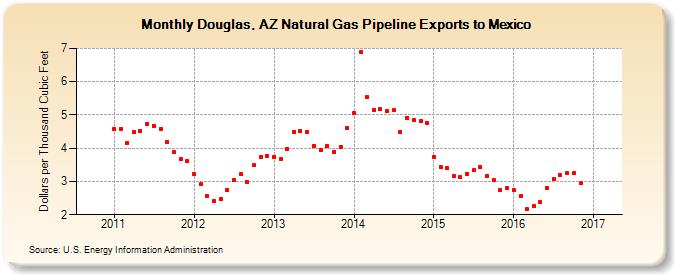 Monthly Douglas, AZ Natural Gas Pipeline Exports to Mexico
Dollars per Thousand Cubic Feet
7
6
5
4
3
2
2011 2012 2013 2014 2015 2016 2017
Source: U.S. Energy Information Administration